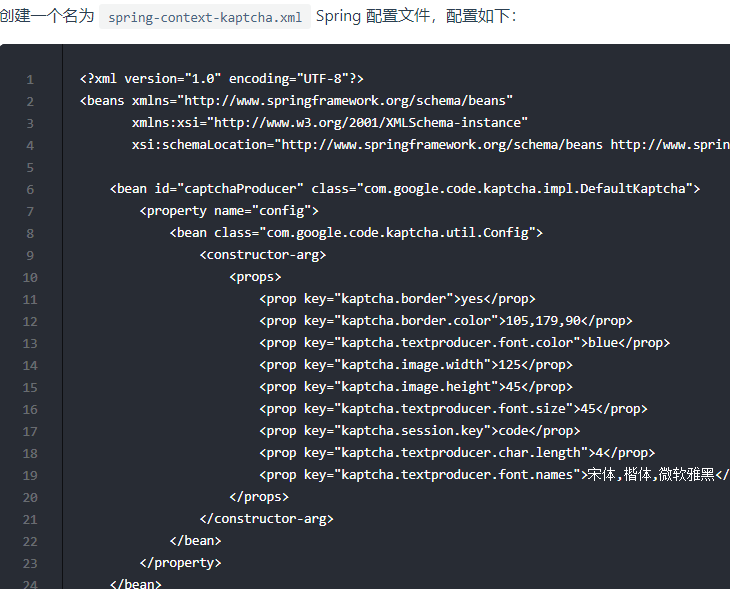 创建一个名为 spring-context-kaptcha.xml Spring 配置文件，配置如下：
1 <?xml version="1.0" encoding="UTF-8"?>
2 <beans xmlns="http://www.springframework.org/schema/beans"
3 xmlns:xsi="http://www.w3.org/2001/XMLSchema-instance"
4 xsi:schemaLocation="http://www.springframework.org/schema/beans http://www.sprin
5
6 <bean id="captchaProducer" class="com.google.code.kaptcha.impl.DefaultKaptcha">
7 <property name="config">
8 <bean class="com.google.code.kaptcha.util.Config">
9 <constructor-arg>
10 <props>
11 <prop key="kaptcha.border">yes</prop>
12 <prop key="kaptcha.border.color">105,179,90</prop>
13 <prop key="kaptcha.textproducer.font.color">blue</prop>
14 <prop key="kaptcha.image.width">125</prop>
15 <prop key="kaptcha.image.height">45</prop>
16 <prop key="kaptcha.textproducer.font.size">45</prop>
17 <prop key="kaptcha.session.key">code</prop>
18 <prop key="kaptcha.textproducer.char.length">4</prop>
19 <prop key="kaptcha.textproducer.font.names">宋体,楷体,微软雅黑</
20 </props>
21 </constructor-arg>
22 </bean>
23 </property>
24 </bean>